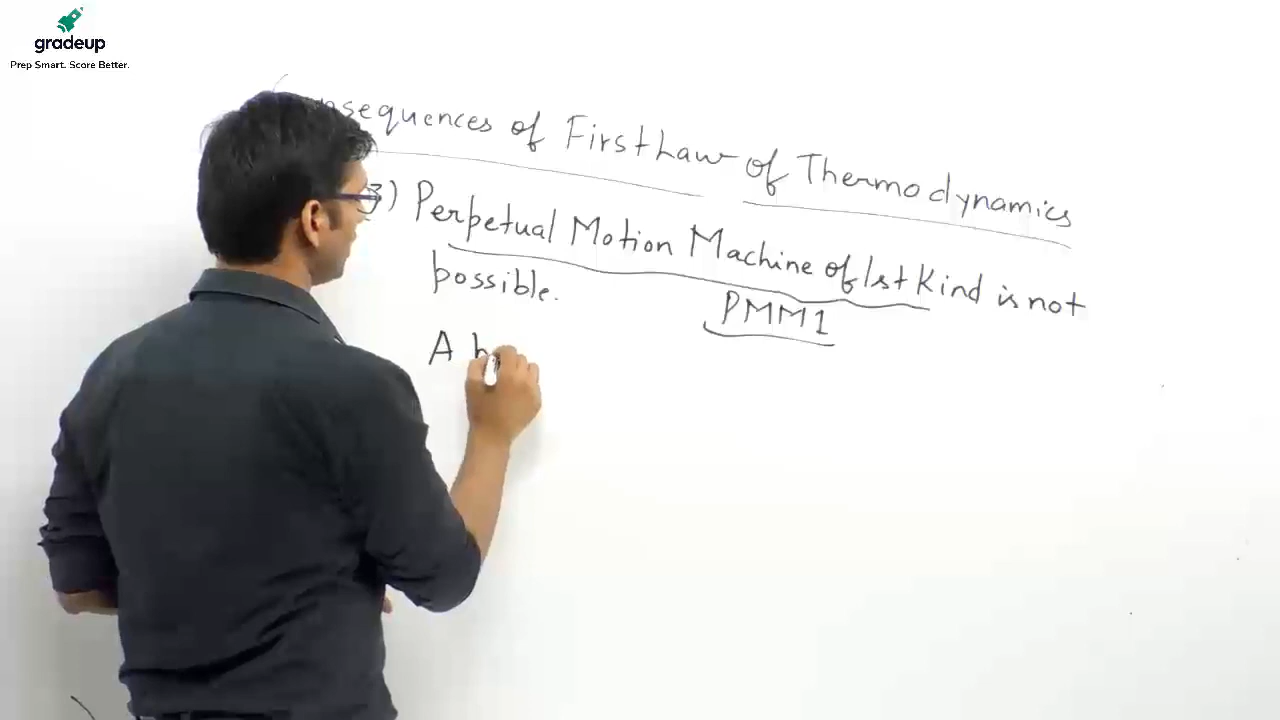 gradeup
Prep Smart. Score Better.
of First Law of Thermodynamics
3) Perpetual Motion Machine of 1st Kind is not
possible.
PMM1
A